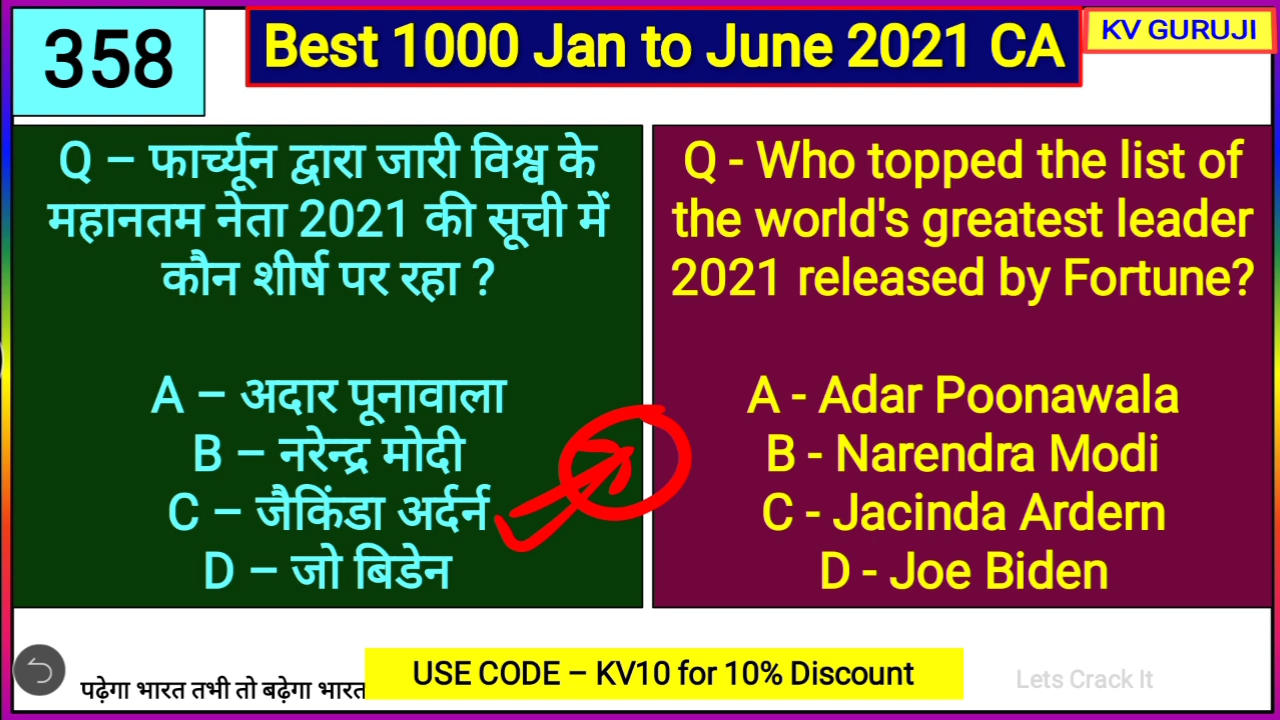 358
Best 1000 Jan to June 2021 CA
KV GURUJI
Q – फार्च्यून द्वारा जारी विश्व के
महानतम नेता 2021 की सूची में
कौन शीर्ष पर रहा ?
A – अदार पूनावाला
B – नरेन्द्र मोदी
C – जैकिंडा अर्दर्न
D – जो बिडेन
Q - Who topped the list of
the world's greatest leader
2021 released by Fortune?
A - Adar Poonawala
B - Narendra Modi
C - Jacinda Ardern
D - Joe Biden
पढ़ेगा भारत तभी तो बढ़ेगा भारत
USE CODE – KV10 for 10% Discount
Lets Crack It